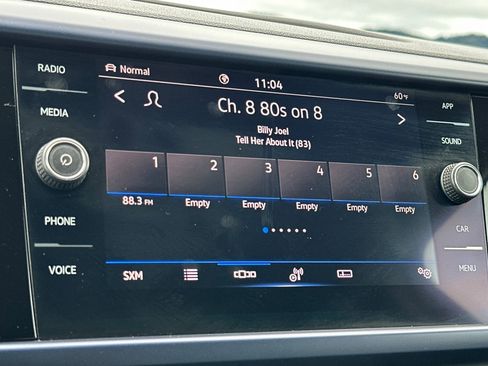 RADIO
MEDIA
PHONE
VOICE
Normal
11:04
60°F
Ch. 8 80s on 8
Billy Joel
Tell Her About It (83)
1 2 3 4 5 6
88.3 FM Empty Empty Empty Empty Empty
SXM
APP
SOUND
CAR
MENU